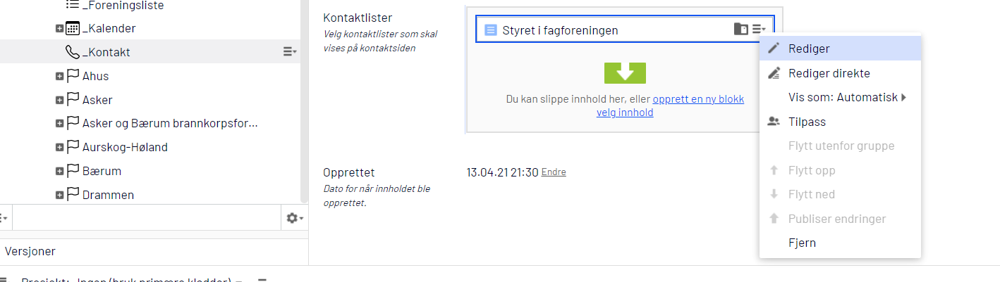 _Foreningsliste
_Kalender
_Kontakt
Ahus
Asker
Asker og Bærum brannkorpsfor...
Aurskog-Høland
Bærum
Drammen
Versjoner
Prosjekt: Ingen (bruk primære kladder)
Kontaktlister
Velg kontaktlister som skal
vises på kontaktsiden
Styret i fagforeningen
Du kan slippe innhold her, eller opprett en ny blokk
velg innhold
Opprettet
Dato for når innholdet ble
opprettet.
13.04.21 21:30 Endre
Rediger
Rediger direkte
Vis som: Automatisk
Tilpass
Flytt utenfor gruppe
Flytt opp
Flytt ned
Publiser endringer
Fjern